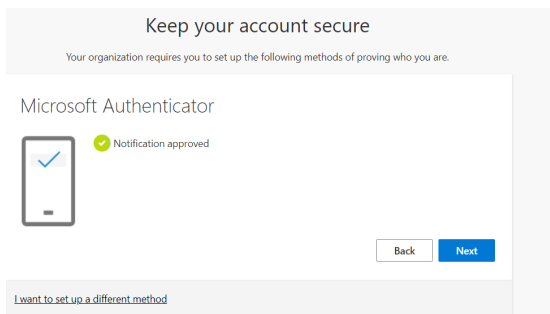 Keep your account secure
Your organization requires you to set up the following methods of proving who you are.
Microsoft Authenticator
Notification approved
Back
Next
I want to set up a different method